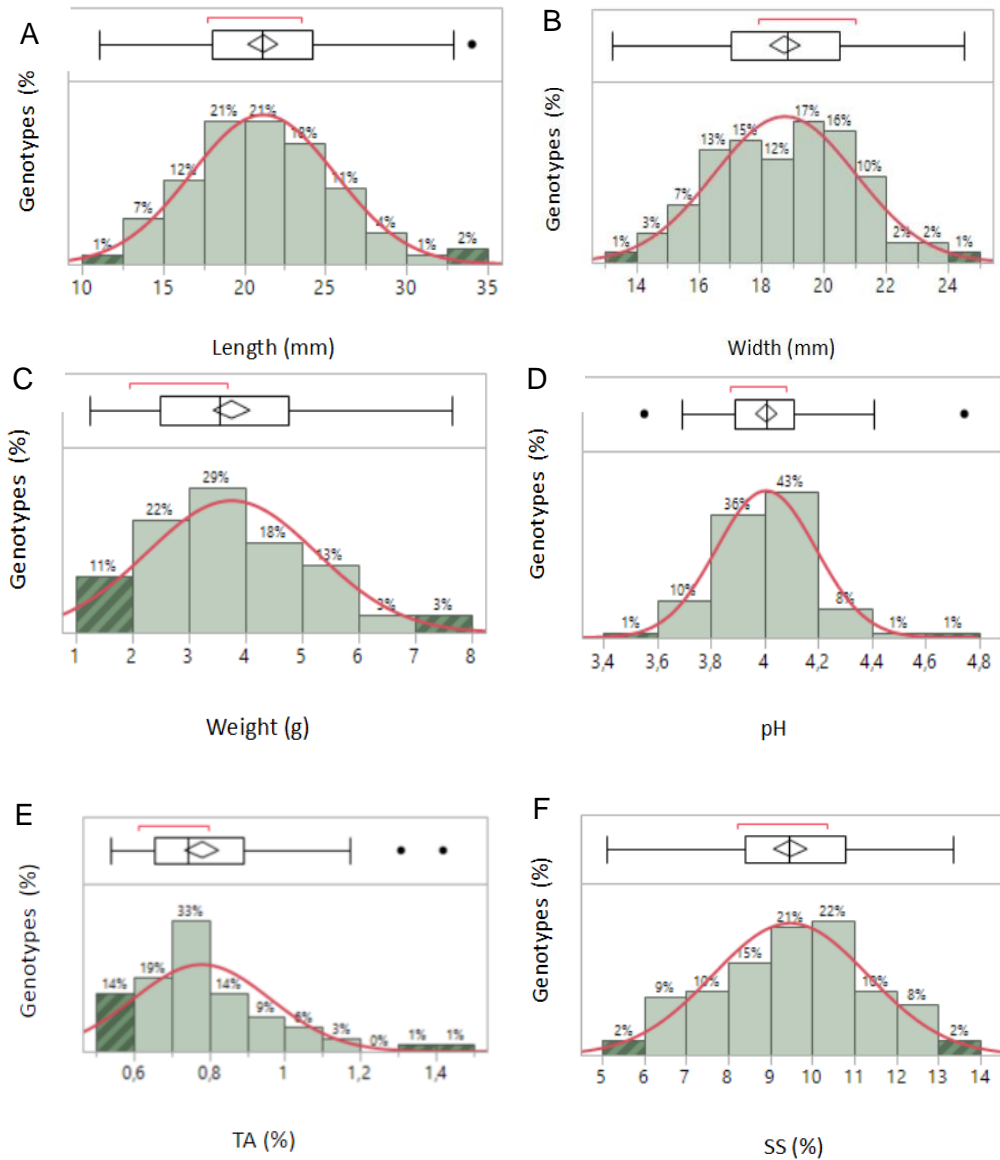 A
Genotypes (%
1% 7% 12% 21% 21% 18% 11% 4% 1% 2%
10 15 20 25 30 35
Length (mm)
B
Genotypes (%)
1% 3% 7% 13% 15% 12% 17% 16% 10% 2% 2% 1%
14 16 18 20 22 24
Width (mm)
C
Genotypes (%)
11% 22% 29% 18% 13% 3% 3%
1 2 3 4 5 6 7 8
Weight (g)
D
Genotypes (%)
1% 10% 36% 43% 8% 1% 1%
3,4 3,6 3,8 4 4,2 4,4 4,6 4,8
pH
E
Genotypes (%)
14% 19% 33% 14% 9% 6% 3% 0% 1% 1%
0,6 0,8 1 1,2 1,4
TA (%)
F
Genotypes (%)
2% 9% 10% 15% 21% 22% 10% 8% 2%
5 6 7 8 9 10 11 12 13 14
SS (%)